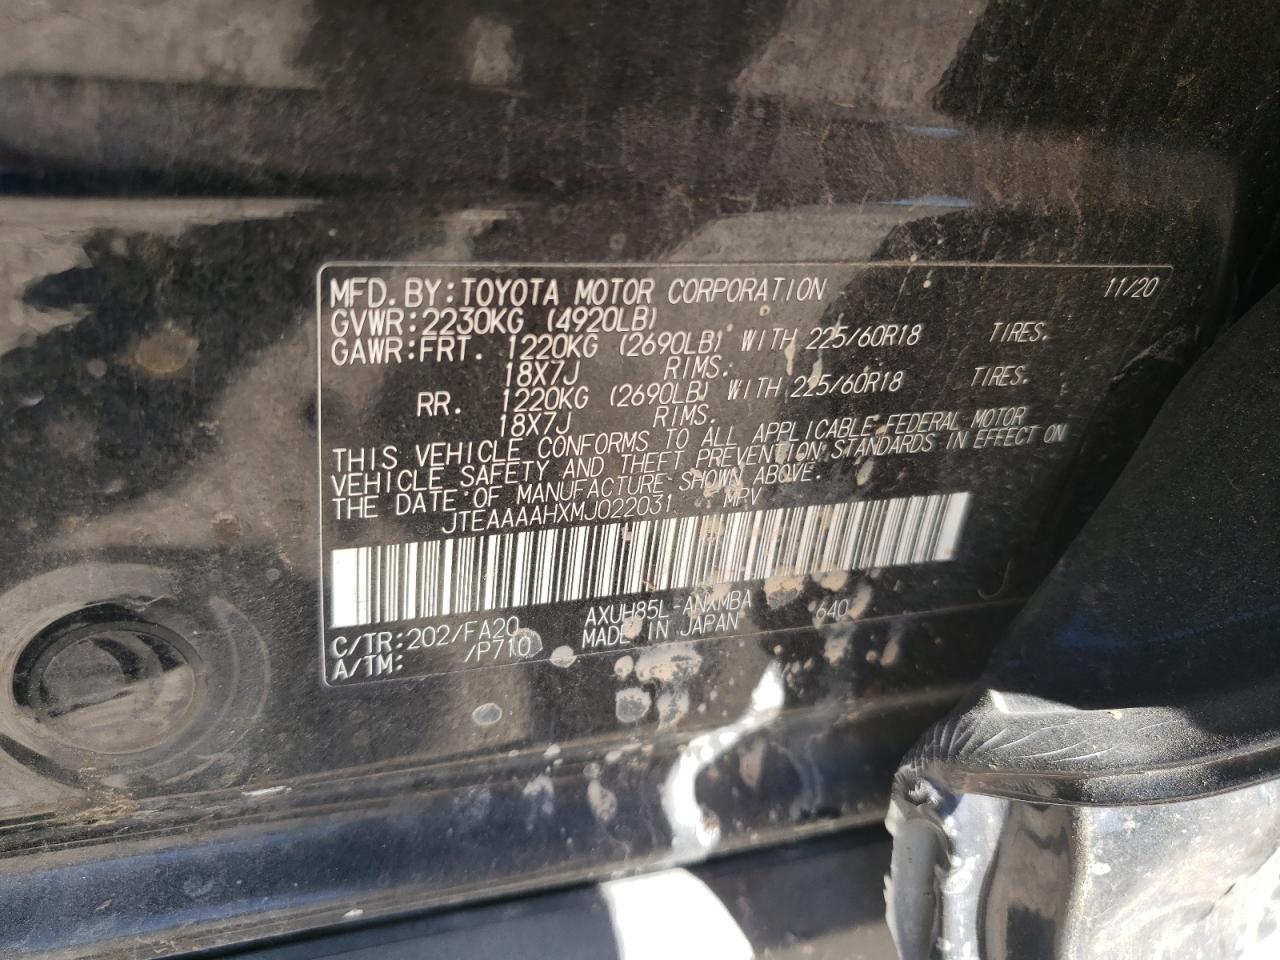 MFD. BY: TOYOTA MOTOR CORPORATION 11/20
GVWR: 2230KG (4920LB)
GAWR: FRT. 1220KG (2690LB) WITH 225/60R18 TIRES.
18X7J RIMS.
RR. 1220KG (2690LB) WITH 225/60R18 TIRES.
18X7J RIMS.
THIS VEHICLE CONFORMS TO ALL APPLICABLE FEDERAL MOTOR
VEHICLE SAFETY AND THEFT PREVENTION STANDARDS IN EFFECT ON
THE DATE OF MANUFACTURE SHOWN ABOVE.
JTEAAAAHXMJ022031 MPV
C/TR: 202/FA20 AXUH85L-ANXMBA 640
A/TM: /P710 MADE IN JAPAN